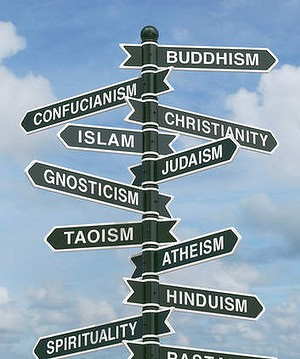 BUDDHISM
CONFUCIANISM
CHRISTIANITY
ISLAM
JUDAISM
GNOSTICISM
TAOISM
ATHEISM
HINDUISM
SPIRITUALITY